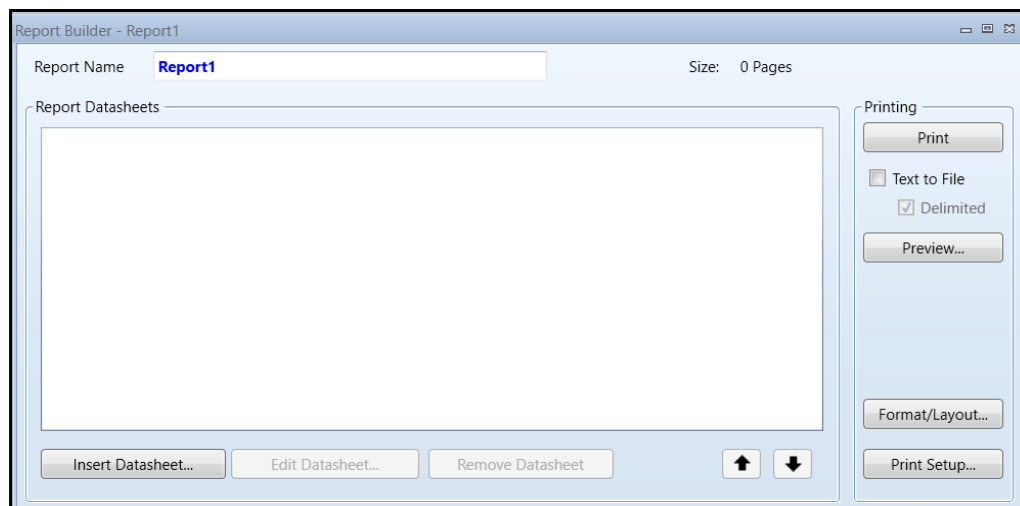 Report Builder - Report1
Report Name Report1 Size: 0 Pages
Report Datasheets
Printing
Print
Text to File
Delimited
Preview...
Format/Layout...
Insert Datasheet... Edit Datasheet... Remove Datasheet Print Setup...